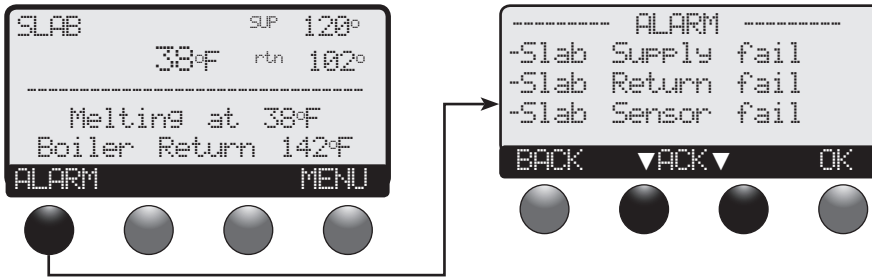 SLAB SUP 120°
38°F rtn 102°
Melting at 38°F
Boiler Return 142°F
ALARM MENU
--------- ALARM ---------
-Slab Supply fail
-Slab Return fail
-Slab Sensor fail
BACK ▼ACK▼ OK